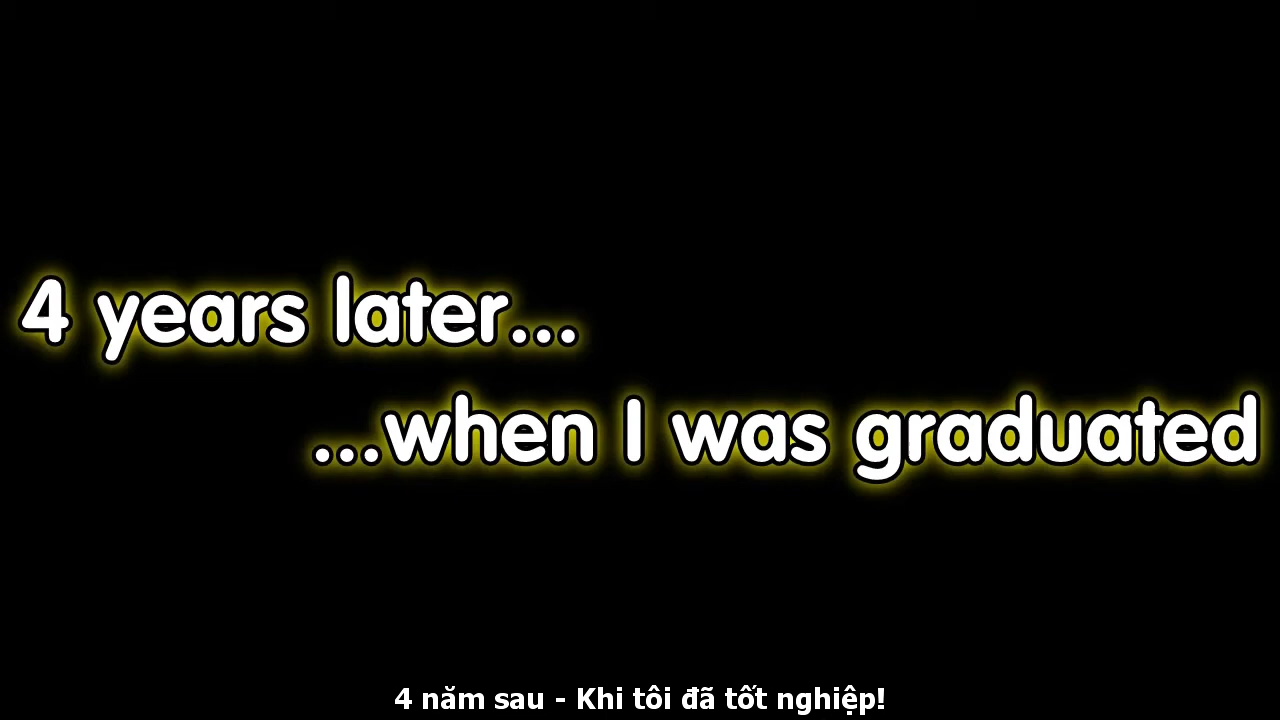 4 years later...
...when I was graduated
4 năm sau - Khi tôi đã tốt nghiệp!